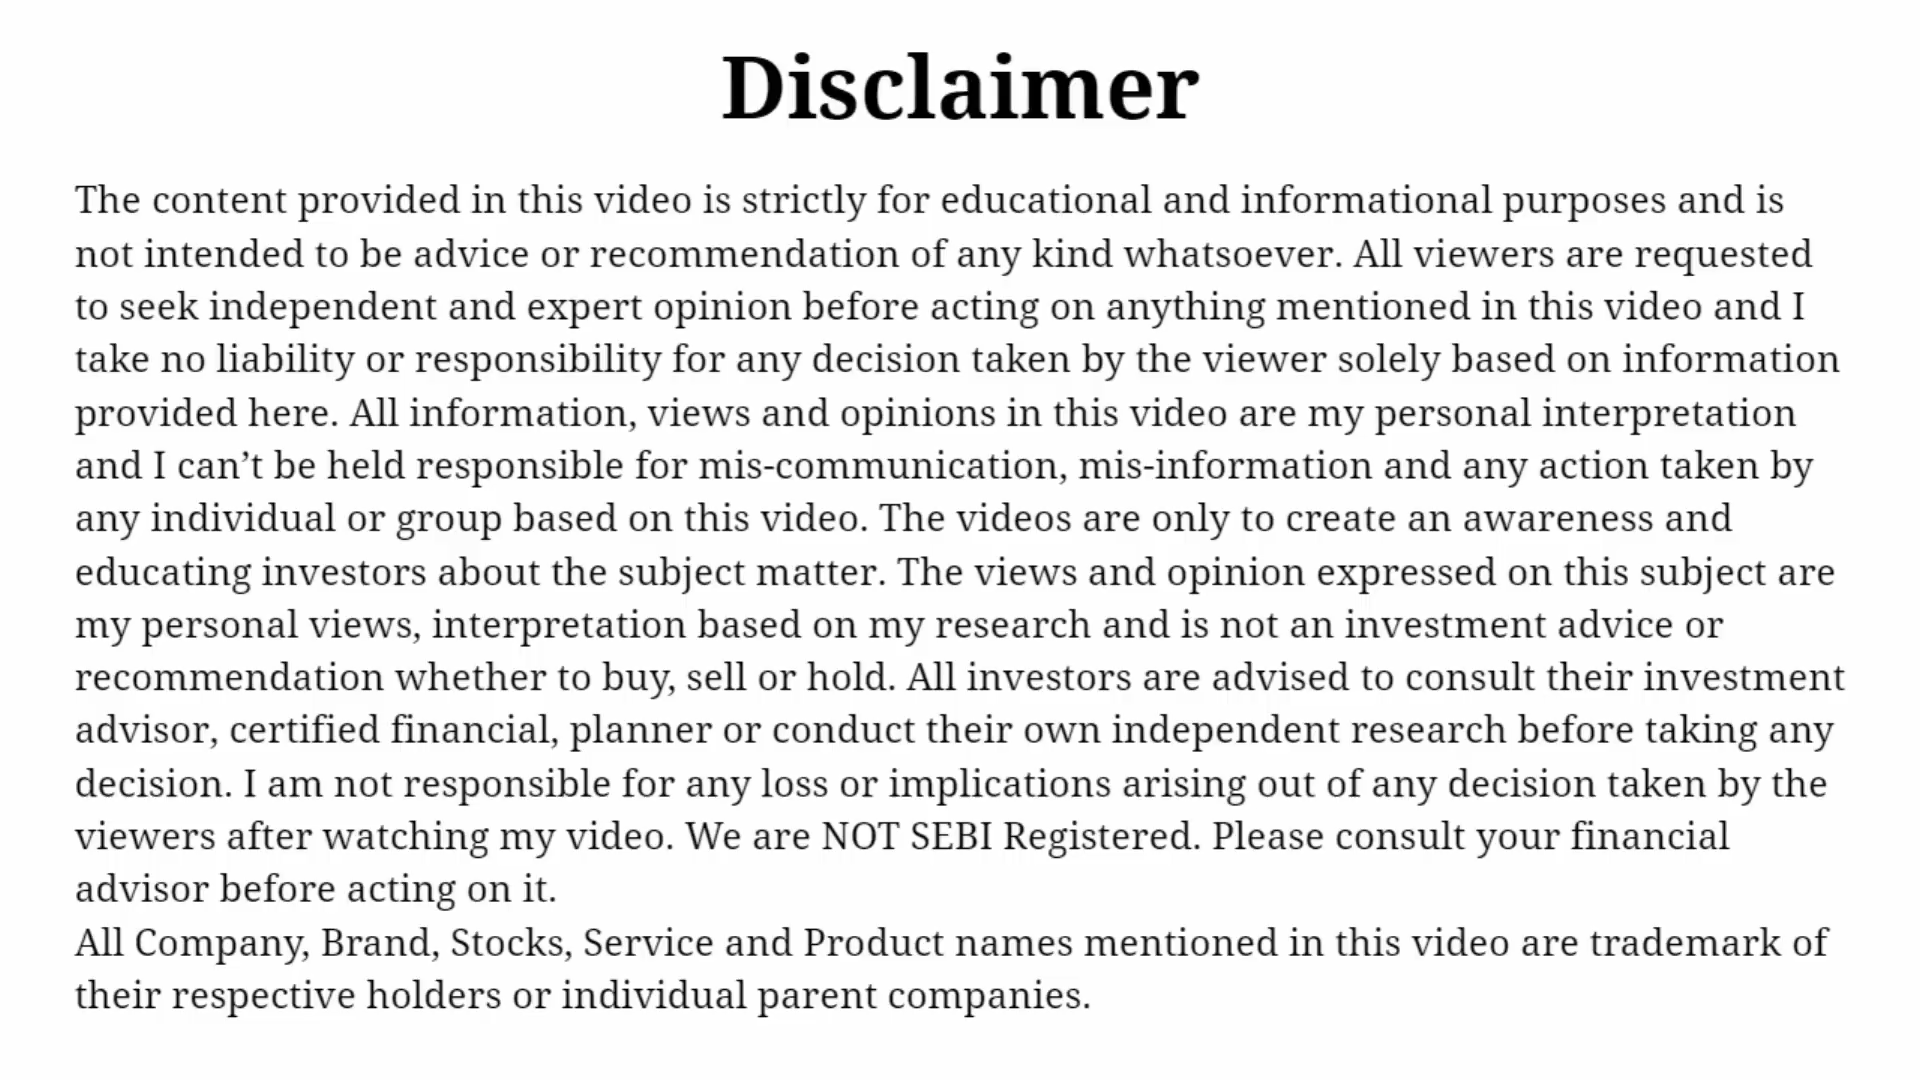 Disclaimer
The content provided in this video is strictly for educational and informational purposes and is
not intended to be advice or recommendation of any kind whatsoever. All viewers are requested
to seek independent and expert opinion before acting on anything mentioned in this video and I
take no liability or responsibility for any decision taken by the viewer solely based on information
provided here. All information, views and opinions in this video are my personal interpretation
and I can’t be held responsible for mis-communication, mis-information and any action taken by
any individual or group based on this video. The videos are only to create an awareness and
educating investors about the subject matter. The views and opinion expressed on this subject are
my personal views, interpretation based on my research and is not an investment advice or
recommendation whether to buy, sell or hold. All investors are advised to consult their investment
advisor, certified financial, planner or conduct their own independent research before taking any
decision. I am not responsible for any loss or implications arising out of any decision taken by the
viewers after watching my video. We are NOT SEBI Registered. Please consult your financial
advisor before acting on it.
All Company, Brand, Stocks, Service and Product names mentioned in this video are trademark of
their respective holders or individual parent companies.